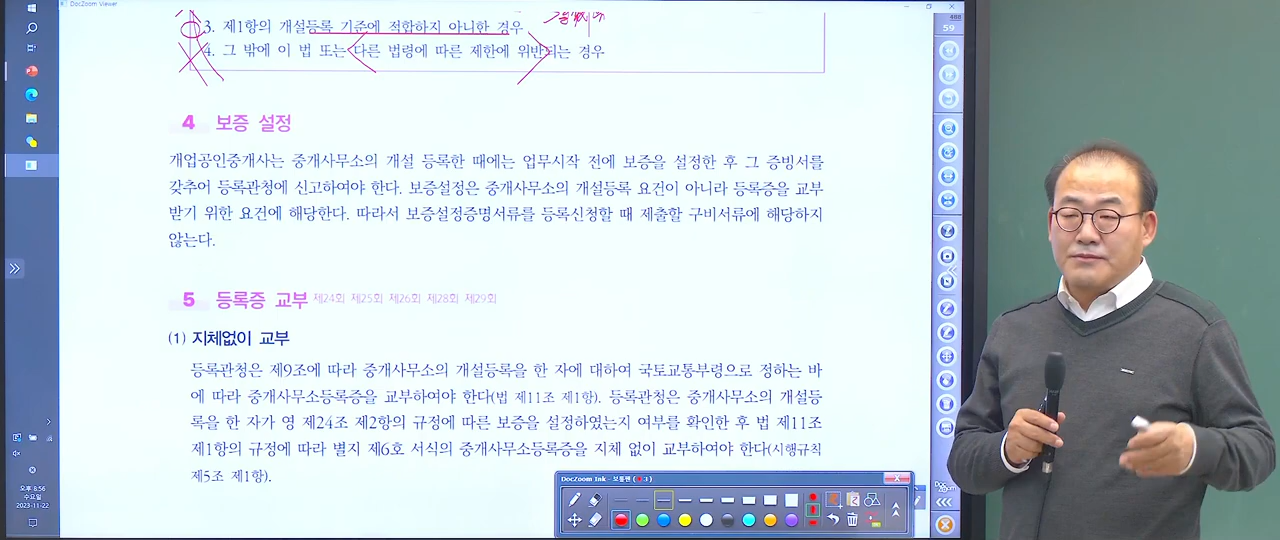 DocZoom Viewer
488
59
3. 제1항의 개설등록 기준에 적합하지 아니한 경우
4. 그 밖에 이 법 또는 다른 법령에 따른 제한에 위반되는 경우
4 보증 설정
개업공인중개사는 중개사무소의 개설 등록한 때에는 업무시작 전에 보증을 설정한 후 그 증빙서를
갖추어 등록관청에 신고하여야 한다. 보증설정은 중개사무소의 개설등록 요건이 아니라 등록증을 교부
받기 위한 요건에 해당한다. 따라서 보증설정증명서류를 등록신청할 때 제출할 구비서류에 해당하지
않는다.
5 등록증 교부 제24회 제25회 제26회 제28회 제29회
(1) 지체없이 교부
등록관청은 제9조에 따라 중개사무소의 개설등록을 한 자에 대하여 국토교통부령으로 정하는 바
에 따라 중개사무소등록증을 교부하여야 한다(법 제11조 제1항). 등록관청은 중개사무소의 개설등
록을 한 자가 영 제24조 제2항의 규정에 따른 보증을 설정하였는지 여부를 확인한 후 법 제11조
제1항의 규정에 따라 별지 제6호 서식의 중개사무소등록증을 지체 없이 교부하여야 한다(시행규칙
제5조 제1항).
DocZoom Ink - 보통펜 ( 3 )
오후 8:56
수요일
2023-11-22